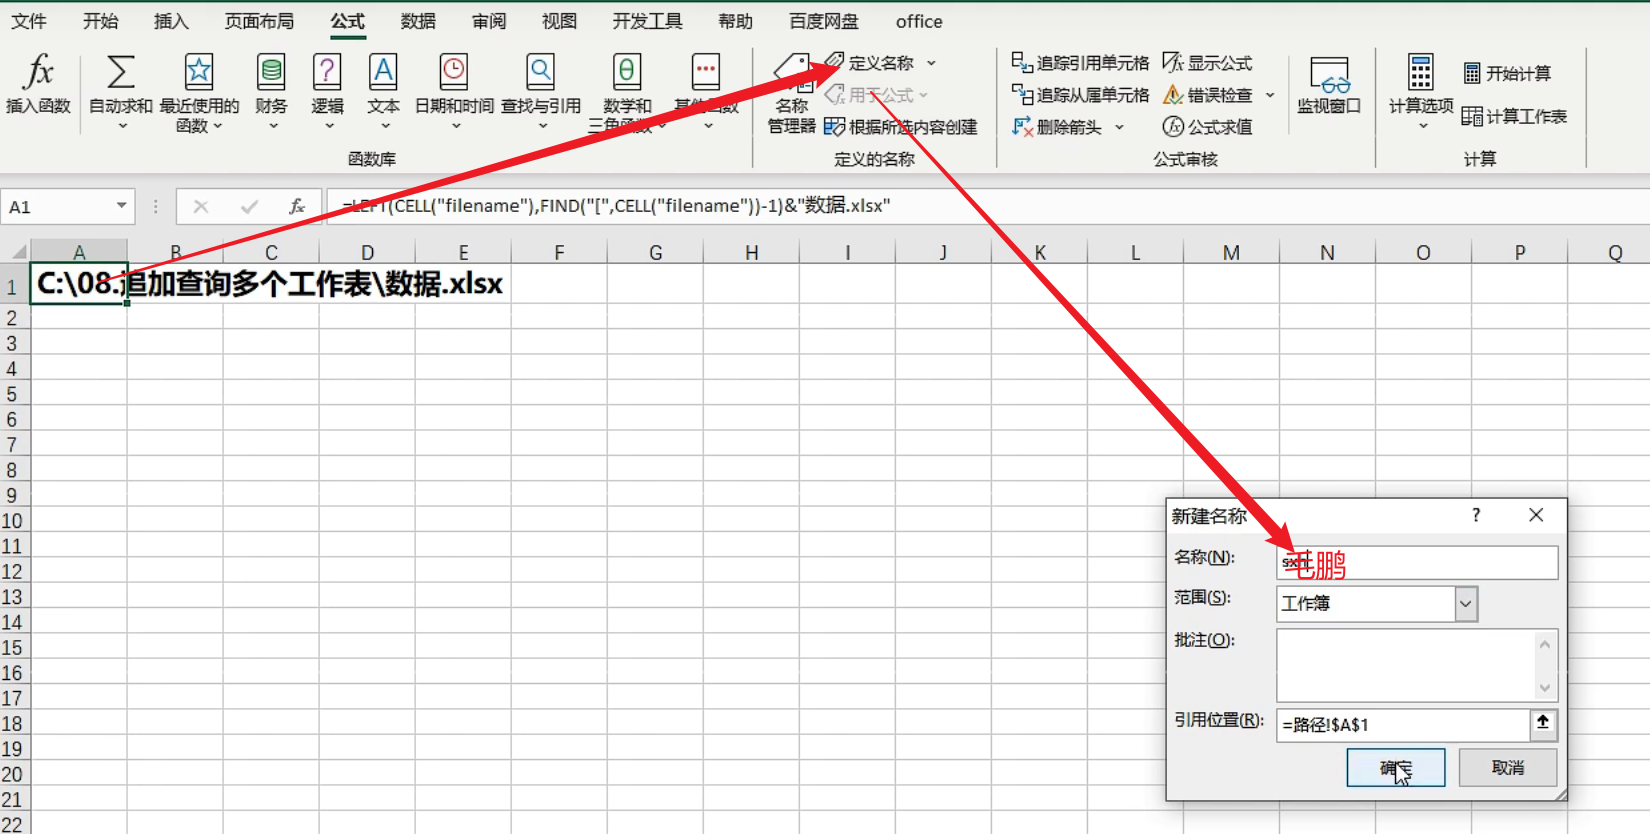 文件 开始 插入 页面布局 公式 数据 审阅 视图 开发工具 帮助 百度网盘 office
fx Σ ? A θ
插入函数 自动求和 最近使用的函数 财务 逻辑 文本 日期和时间 查找与引用 数学和三角函数 其他函数
函数库
名称管理器
定义名称
用于公式
根据所选内容创建
定义的名称
追踪引用单元格 显示公式
追踪从属单元格 错误检查
删除箭头 公式求值
公式审核
监视窗口
计算选项
开始计算
计算工作表
计算
A1 fx =LEFT(CELL("filename"),FIND("[",CELL("filename"))-1)&"数据.xlsx"
A B C D E F G H I J K L M N O P Q
1 C:\08.追加查询多个工作表\数据.xlsx
2
3
4
5
6
7
8
9
10
11
12
13
14
15
16
17
18
19
20
21
22
新建名称 ?
名称(N): 毛鹏
范围(S): 工作簿
批注(O):
引用位置(R): =路径!$A$1
确定 取消